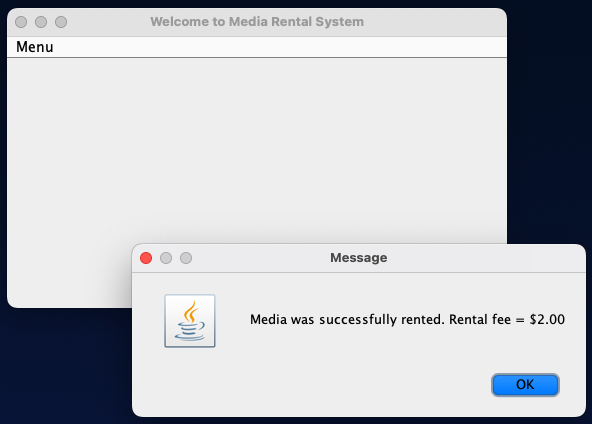 Welcome to Media Rental System
Menu
Message
Media was successfully rented. Rental fee = $2.00
OK